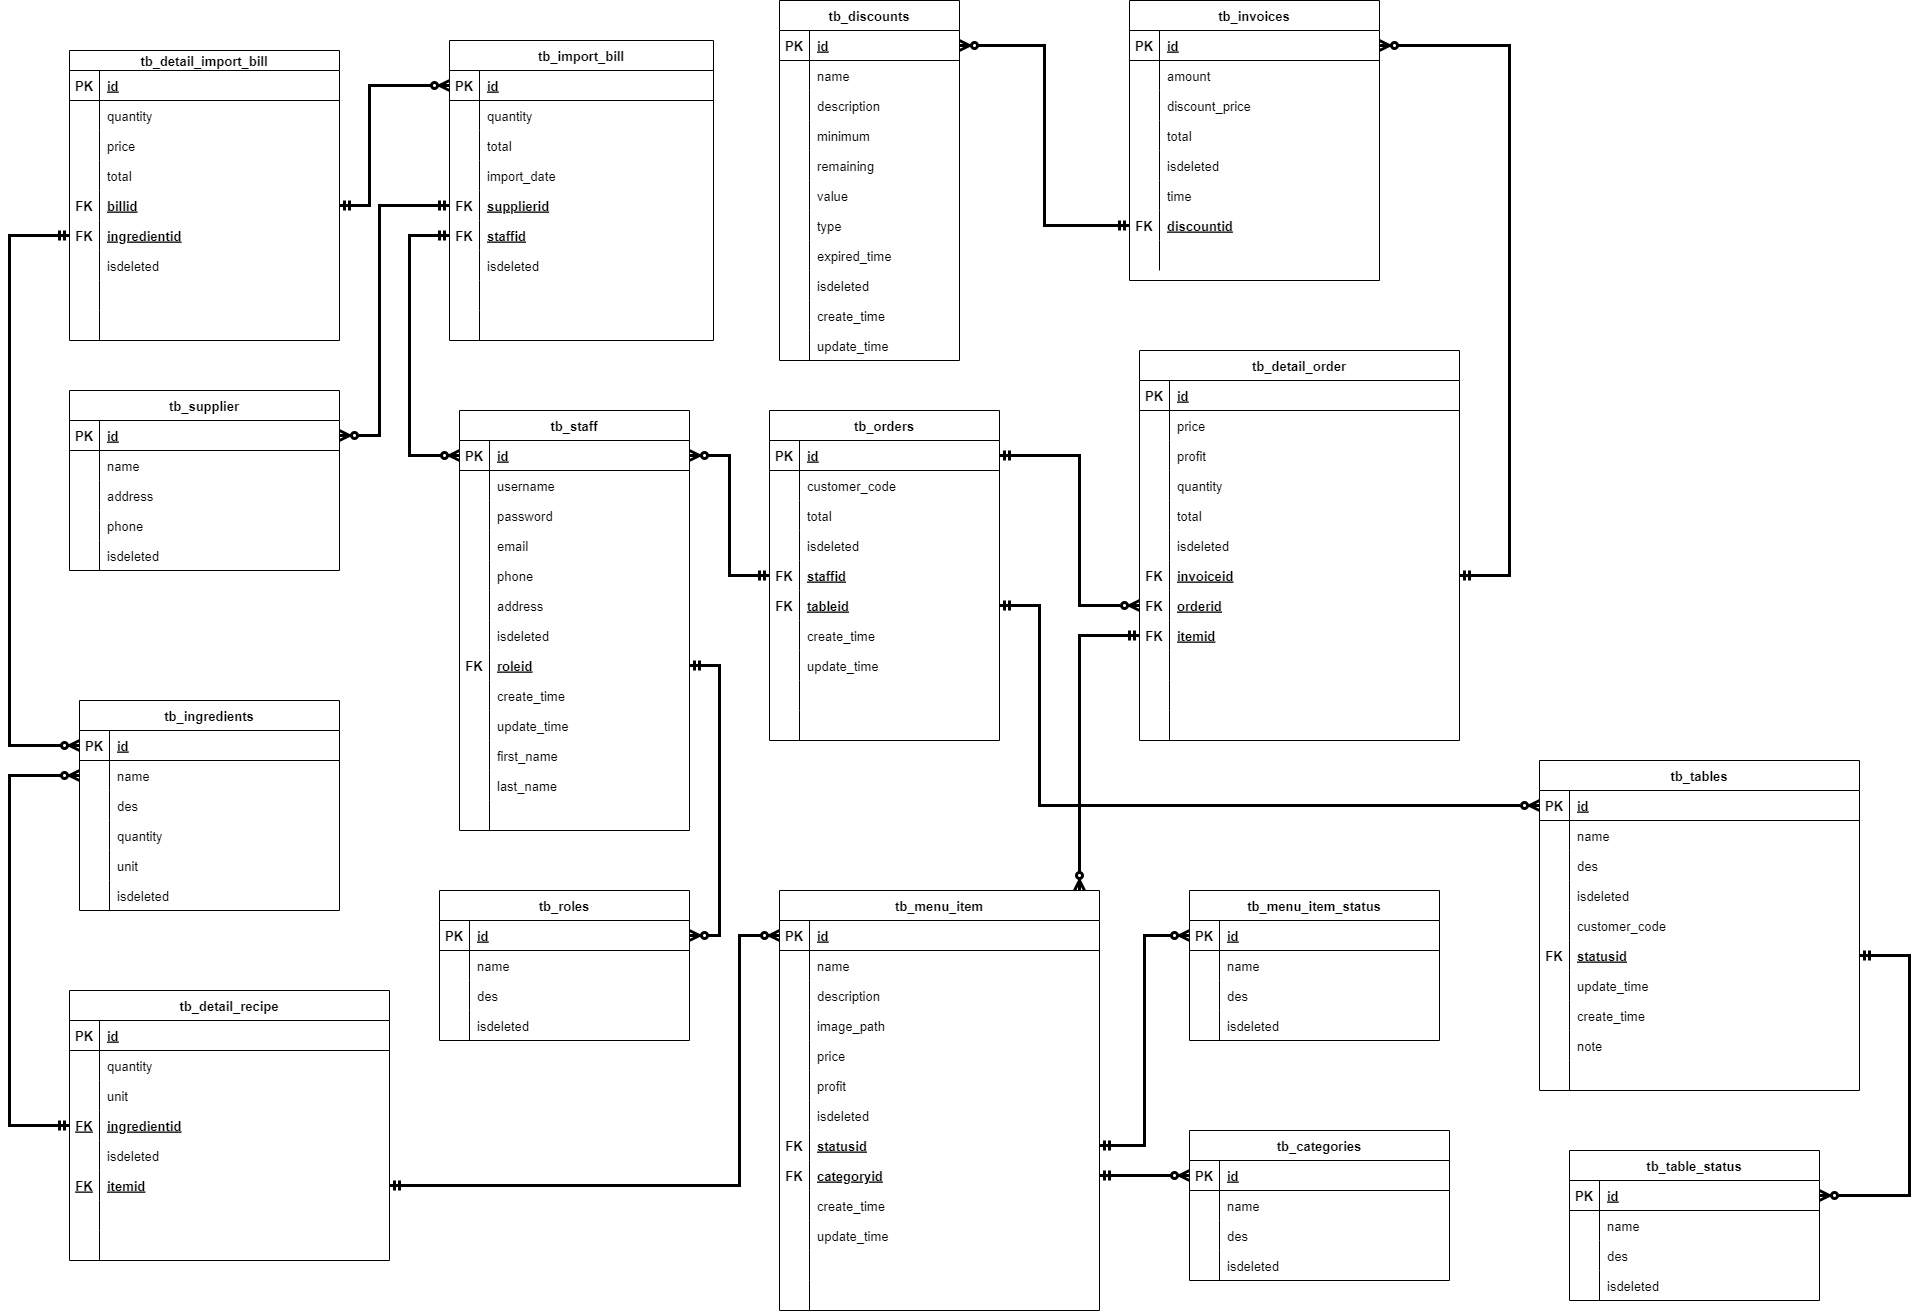 tb_detail_import_bill
PK id
quantity
price
total
FK billid
FK ingredientid
isdeleted
tb_import_bill
PK id
quantity
total
import_date
FK supplierid
FK staffid
isdeleted
tb_discounts
PK id
name
description
minimum
remaining
value
type
expired_time
isdeleted
create_time
update_time
tb_invoices
PK id
amount
discount_price
total
isdeleted
time
FK discountid
tb_supplier
PK id
name
address
phone
isdeleted
tb_staff
PK id
username
password
email
phone
address
isdeleted
FK roleid
create_time
update_time
first_name
last_name
tb_orders
PK id
customer_code
total
isdeleted
FK staffid
FK tableid
create_time
update_time
tb_detail_order
PK id
price
profit
quantity
total
isdeleted
FK invoiceid
FK orderid
FK itemid
tb_ingredients
PK id
name
des
quantity
unit
isdeleted
tb_tables
PK id
name
des
isdeleted
customer_code
FK statusid
update_time
create_time
note
tb_roles
PK id
name
des
isdeleted
tb_menu_item
PK id
name
description
image_path
price
profit
isdeleted
FK statusid
FK categoryid
create_time
update_time
tb_menu_item_status
PK id
name
des
isdeleted
tb_detail_recipe
PK id
quantity
unit
FK ingredientid
isdeleted
FK itemid
tb_categories
PK id
name
des
isdeleted
tb_table_status
PK id
name
des
isdeleted